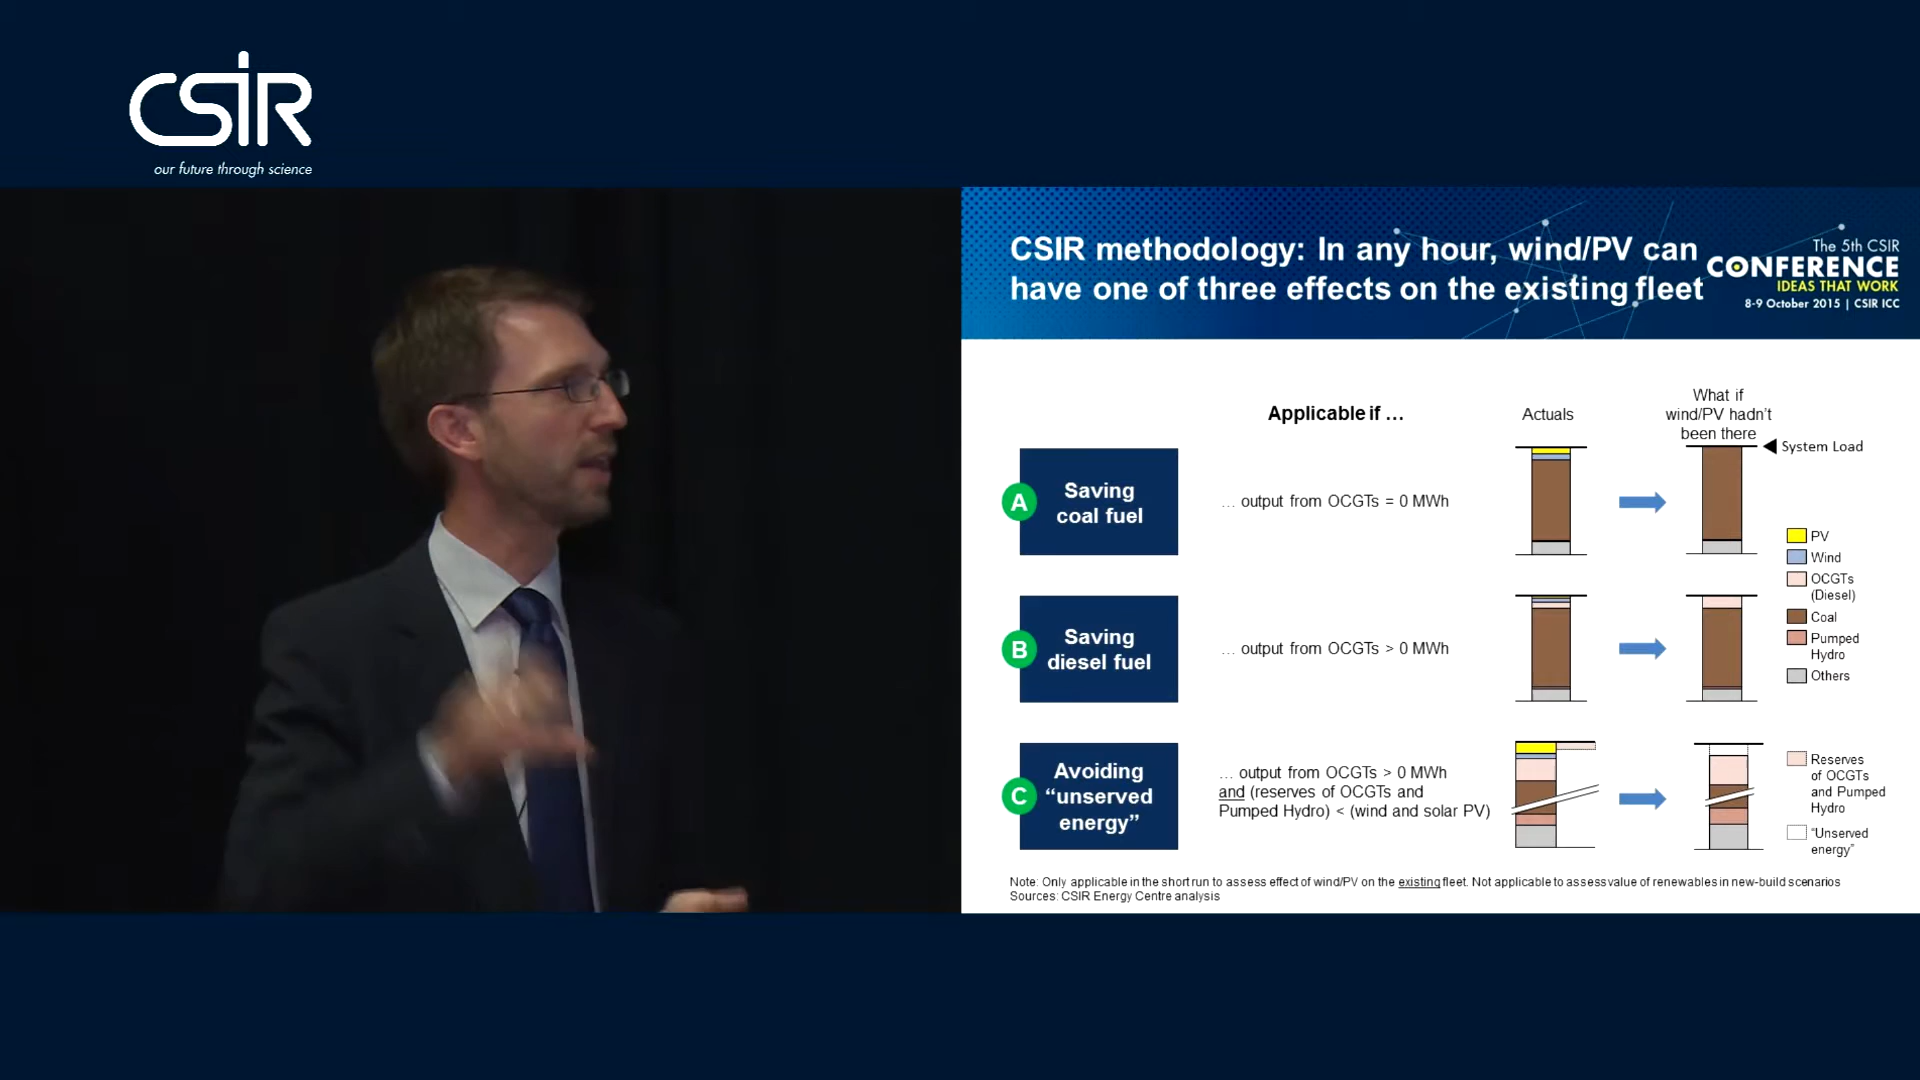 CSIR
our future through science
CSIR methodology: In any hour, wind/PV can
have one of three effects on the existing fleet
The 5th CSIR
CONFERENCE
IDEAS THAT WORK
8-9 October 2015 | CSIR ICC
Applicable if …
Actuals
What if
wind/PV hadn't
been there
System Load
A
Saving
coal fuel
… output from OCGTs = 0 MWh
B
Saving
diesel fuel
… output from OCGTs > 0 MWh
C
Avoiding
“unserved
energy”
… output from OCGTs > 0 MWh
and (reserves of OCGTs and
Pumped Hydro) < (wind and solar PV)
PV
Wind
OCGTs
(Diesel)
Coal
Pumped
Hydro
Others
Reserves
of OCGTs
and Pumped
Hydro
“Unserved
energy”
Note: Only applicable in the short run to assess effect of wind/PV on the existing fleet. Not applicable to assess value of renewables in new-build scenarios
Sources: CSIR Energy Centre analysis